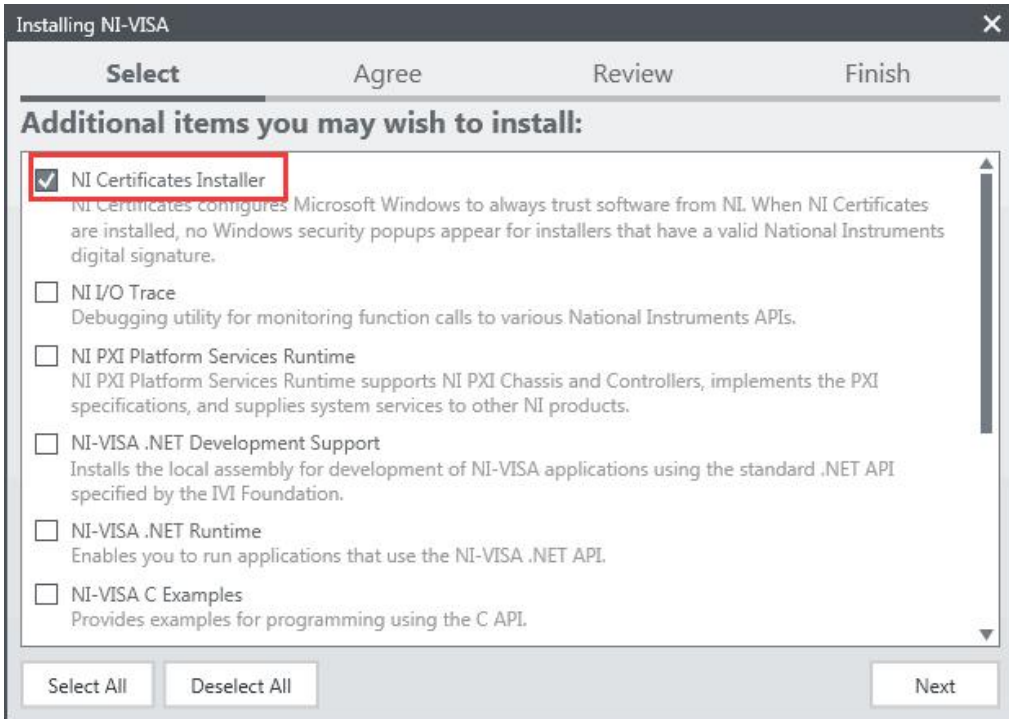 Installing NI-VISA
Select
Agree
Review
Finish
Additional items you may wish to install:
NI Certificates Installer
NI Certificates configures Microsoft Windows to always trust software from NI. When NI Certificates
are installed, no Windows security popups appear for installers that have a valid National Instruments
digital signature.
NI I/O Trace
Debugging utility for monitoring function calls to various National Instruments APIs.
NI PXI Platform Services Runtime
NI PXI Platform Services Runtime supports NI PXI Chassis and Controllers, implements the PXI
specifications, and supplies system services to other NI products.
NI-VISA .NET Development Support
Installs the local assembly for development of NI-VISA applications using the standard .NET API
specified by the IVI Foundation.
NI-VISA .NET Runtime
Enables you to run applications that use the NI-VISA .NET API.
NI-VISA C Examples
Provides examples for programming using the C API.
Select All
Deselect All
Next